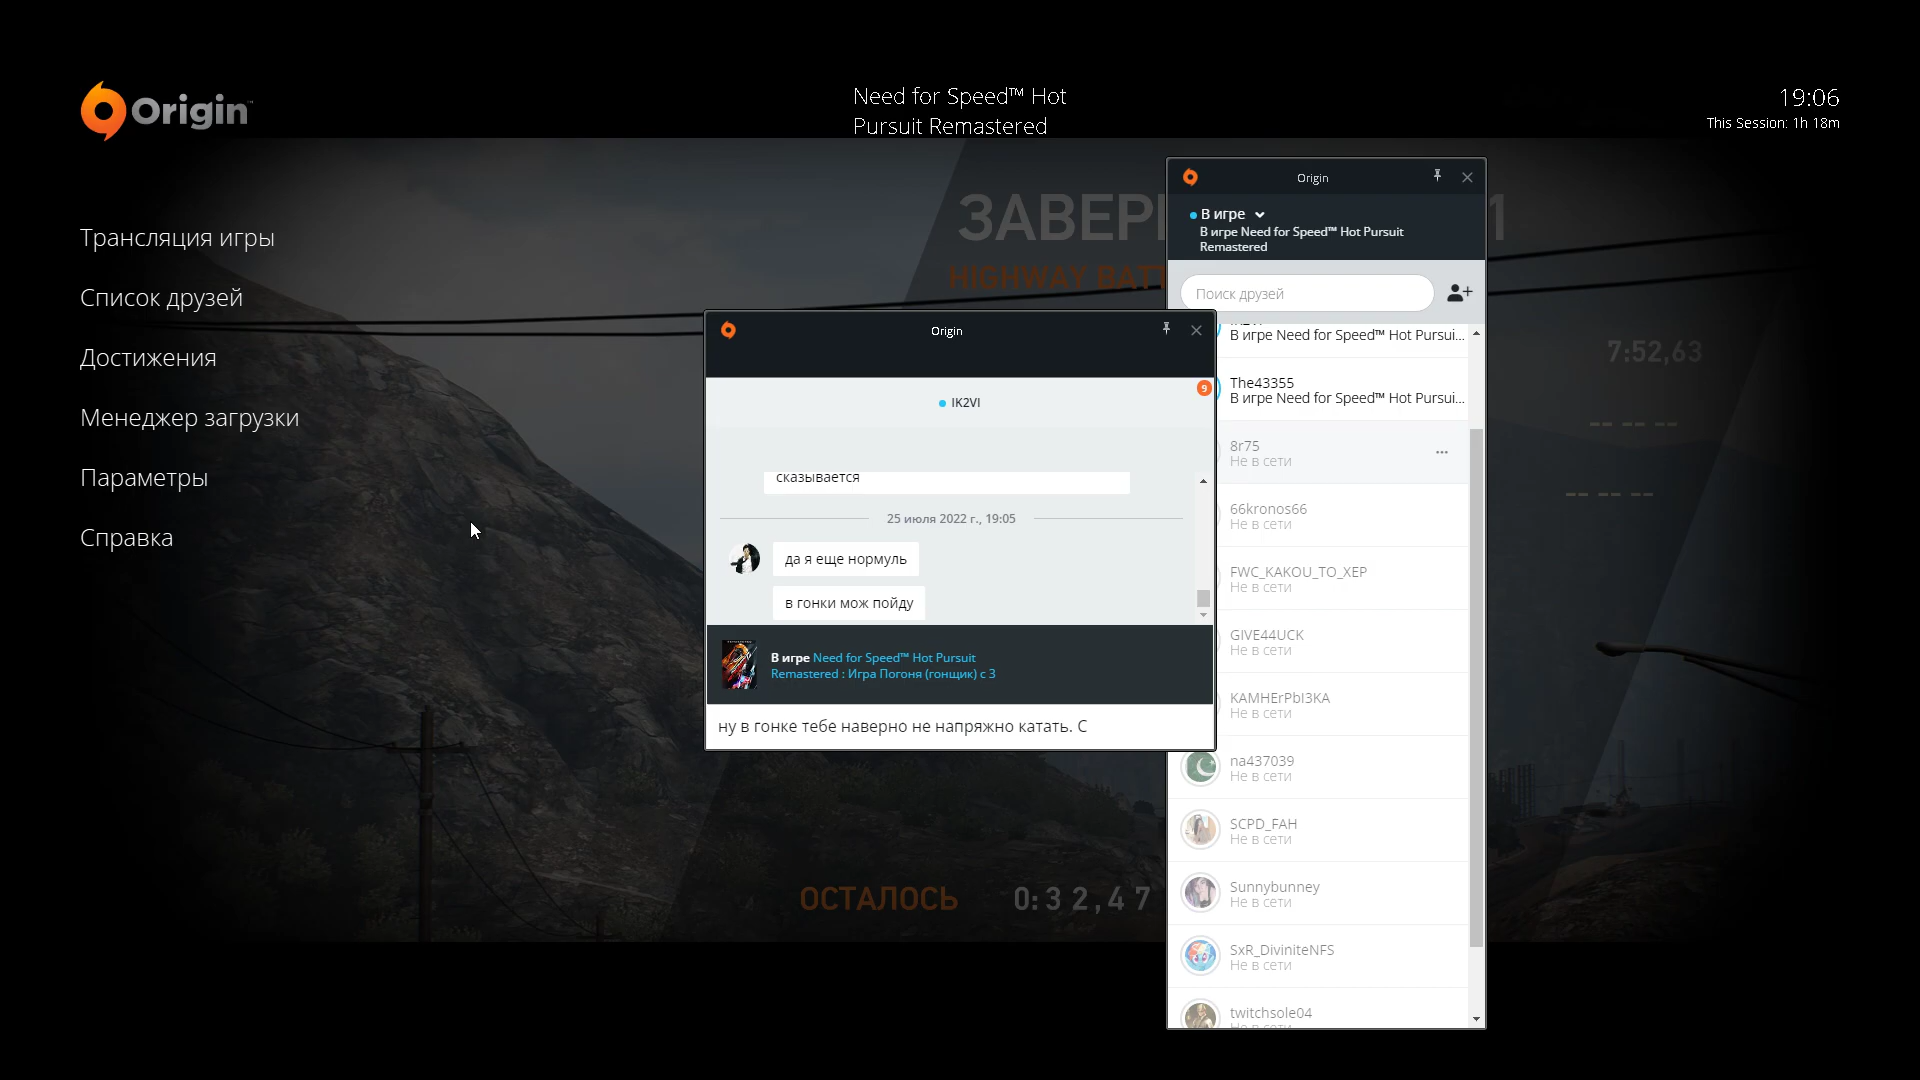 Origin
Need for Speed™ Hot
Pursuit Remastered
19:06
This Session: 1h 18m
Трансляция игры
Список друзей
Достижения
Менеджер загрузки
Параметры
Справка
HIGHWAY
7:52,63
-- -- --
-- -- --
ОСТАЛОСЬ 0:32,47
Origin
IK2VI
9
сказывается
25 июля 2022 г., 19:05
да я еще нормуль
в гонки мож пойду
В игре Need for Speed™ Hot Pursuit
Remastered : Игра Погоня (гонщик) с 3
ну в гонке тебе наверно не напряжно катать. С
Origin
В игре
В игре Need for Speed™ Hot Pursuit
Remastered
Поиск друзей
В игре Need for Speed™ Hot Pursui...
The43355
В игре Need for Speed™ Hot Pursui...
8r75
Не в сети
66kronos66
Не в сети
FWC_KAKOU_TO_XEP
Не в сети
GIVE44UCK
Не в сети
KAMHErPbI3KA
Не в сети
na437039
Не в сети
SCPD_FAH
Не в сети
Sunnybunney
Не в сети
SxR_DiviniteNFS
Не в сети
twitchsole04
Не в сети